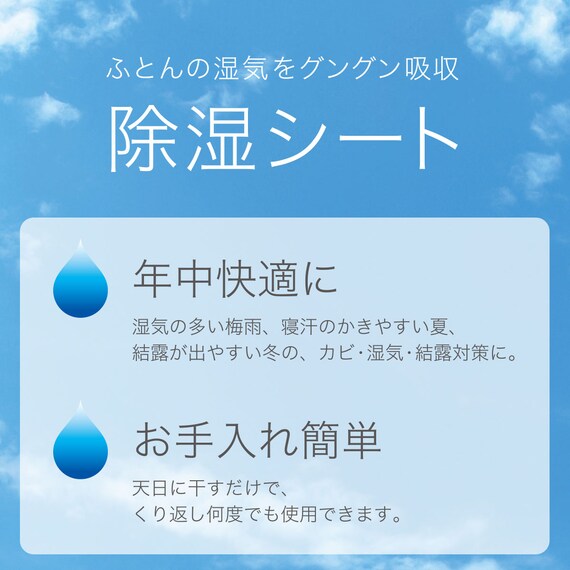 ふとんの湿気をグングン吸収
除湿シート
年中快適に
湿気の多い梅雨、寝汗のかきやすい夏、
結露が出やすい冬の、カビ・湿気・結露対策に。
お手入れ簡単
天日に干すだけで、
くり返し何度でも使用できます。